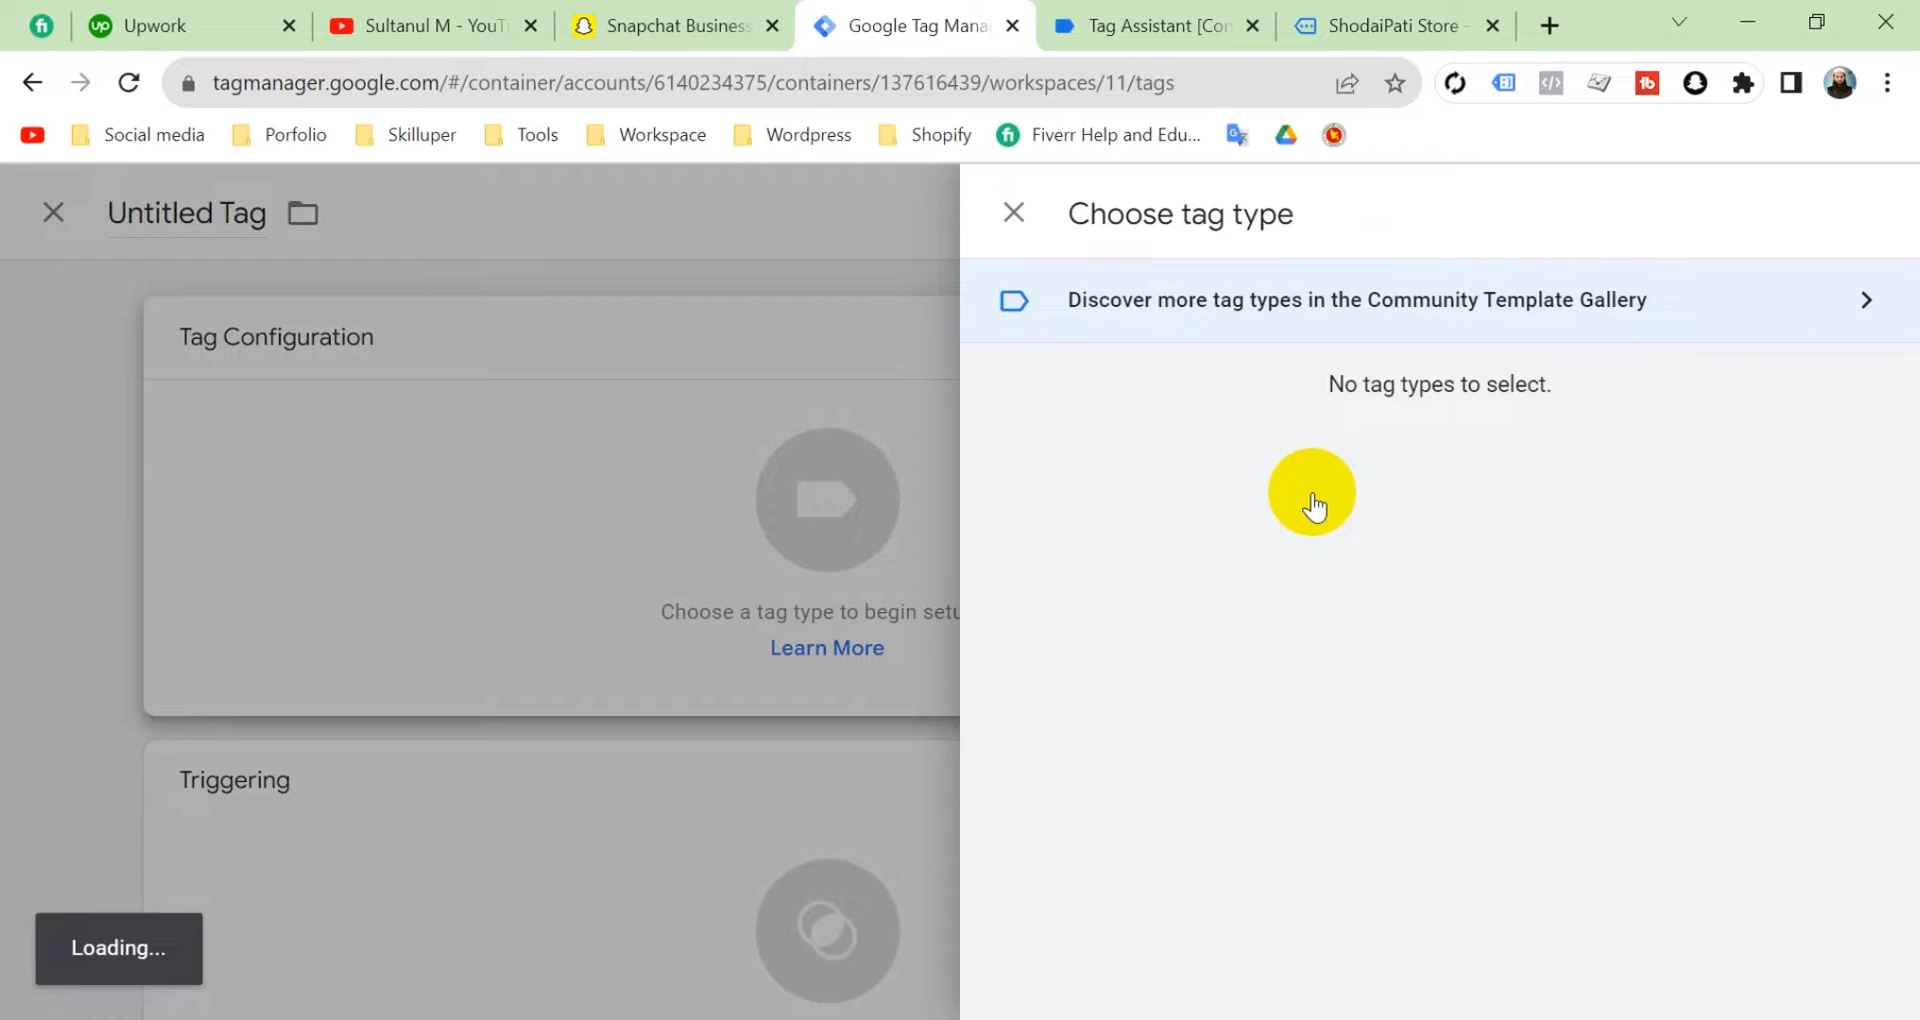 Upwork
Sultanul M - YouT
Snapchat Business
Google Tag Mana
Tag Assistant [Con
ShodaiPati Store -
tagmanager.google.com/#/container/accounts/6140234375/containers/137616439/workspaces/11/tags
Social media
Porfolio
Skilluper
Tools
Workspace
Wordpress
Shopify
Fiverr Help and Edu...
Untitled Tag
Choose tag type
Discover more tag types in the Community Template Gallery
Tag Configuration
No tag types to select.
Choose a tag type to begin setu
Learn More
Triggering
Loading...